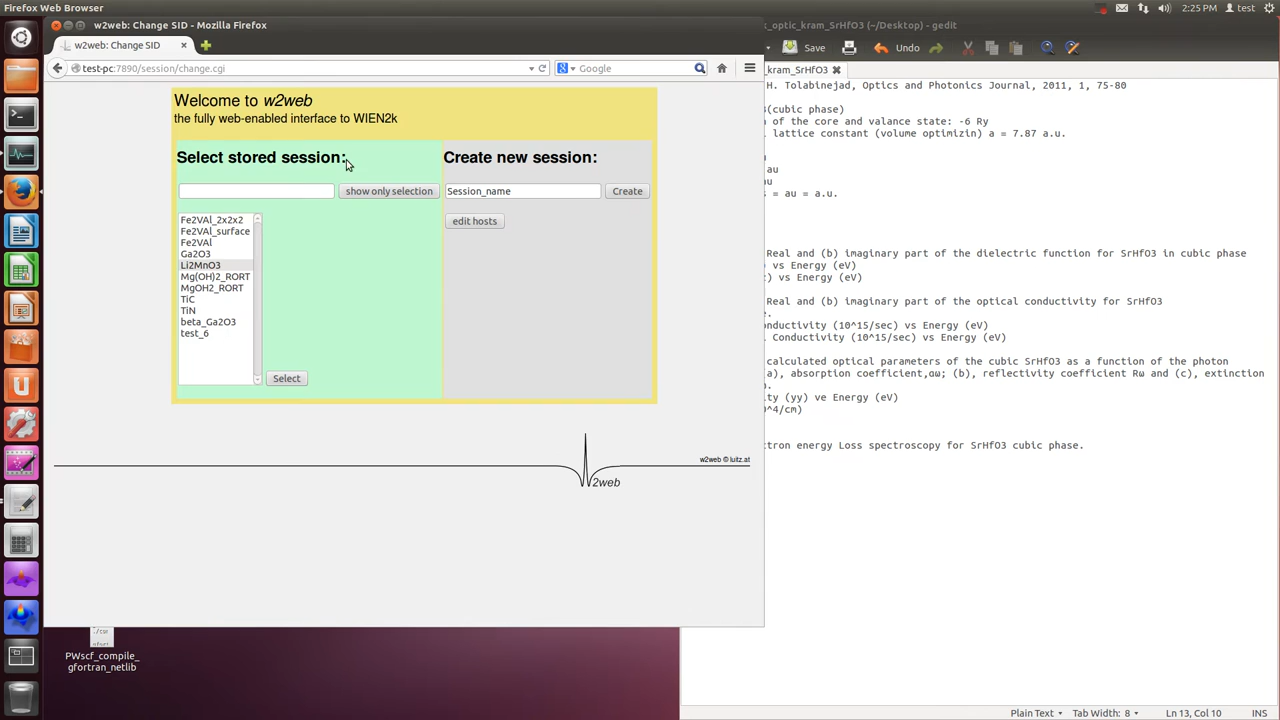 Firefox Web Browser
2:25 PM
test
w2web: Change SID - Mozilla Firefox
_optic_kram_SrHfO3 (~/Desktop) - gedit
w2web: Change SID
test-pc:7890/session/change.cgi
Google
Save
Undo
_kram_SrHfO3
Welcome to w2web
the fully web-enabled interface to WIEN2k
Select stored session:
Create new session:
show only selection
Session_name
Create
edit hosts
Fe2VAl_2x2x2
Fe2VAl_surface
Fe2VAl
Ga2O3
Li2MnO3
Mg(OH)2_RORT
MgOH2_RORT
TiC
TiN
beta_Ga2O3
test_6
Select
w2web © luitz.at
2web
H. Tolabinejad, Optics and Photonics Journal, 2011, 1, 75-80
(cubic phase)
of the core and valance state: -6 Ry
lattice constant (volume optimizin) a = 7.87 a.u.
au
au
= au = a.u.
Real and (b) imaginary part of the dielectric function for SrHfO3 in cubic phase
vs Energy (eV)
) vs Energy (eV)
Real and (b) imaginary part of the optical conductivity for SrHfO3
onductivity (10^15/sec) vs Energy (eV)
Conductivity (10^15/sec) vs Energy (eV)
calculated optical parameters of the cubic SrHfO3 as a function of the photon
a), absorption coefficient,αω; (b), reflectivity coefficient Rω and (c), extinction
ity (yy) ve Energy (eV)
0^4/cm)
ctron energy Loss spectroscopy for SrHfO3 cubic phase.
PWscf_compile_
gfortran_netlib
Plain Text
Tab Width: 8
Ln 13, Col 10
INS